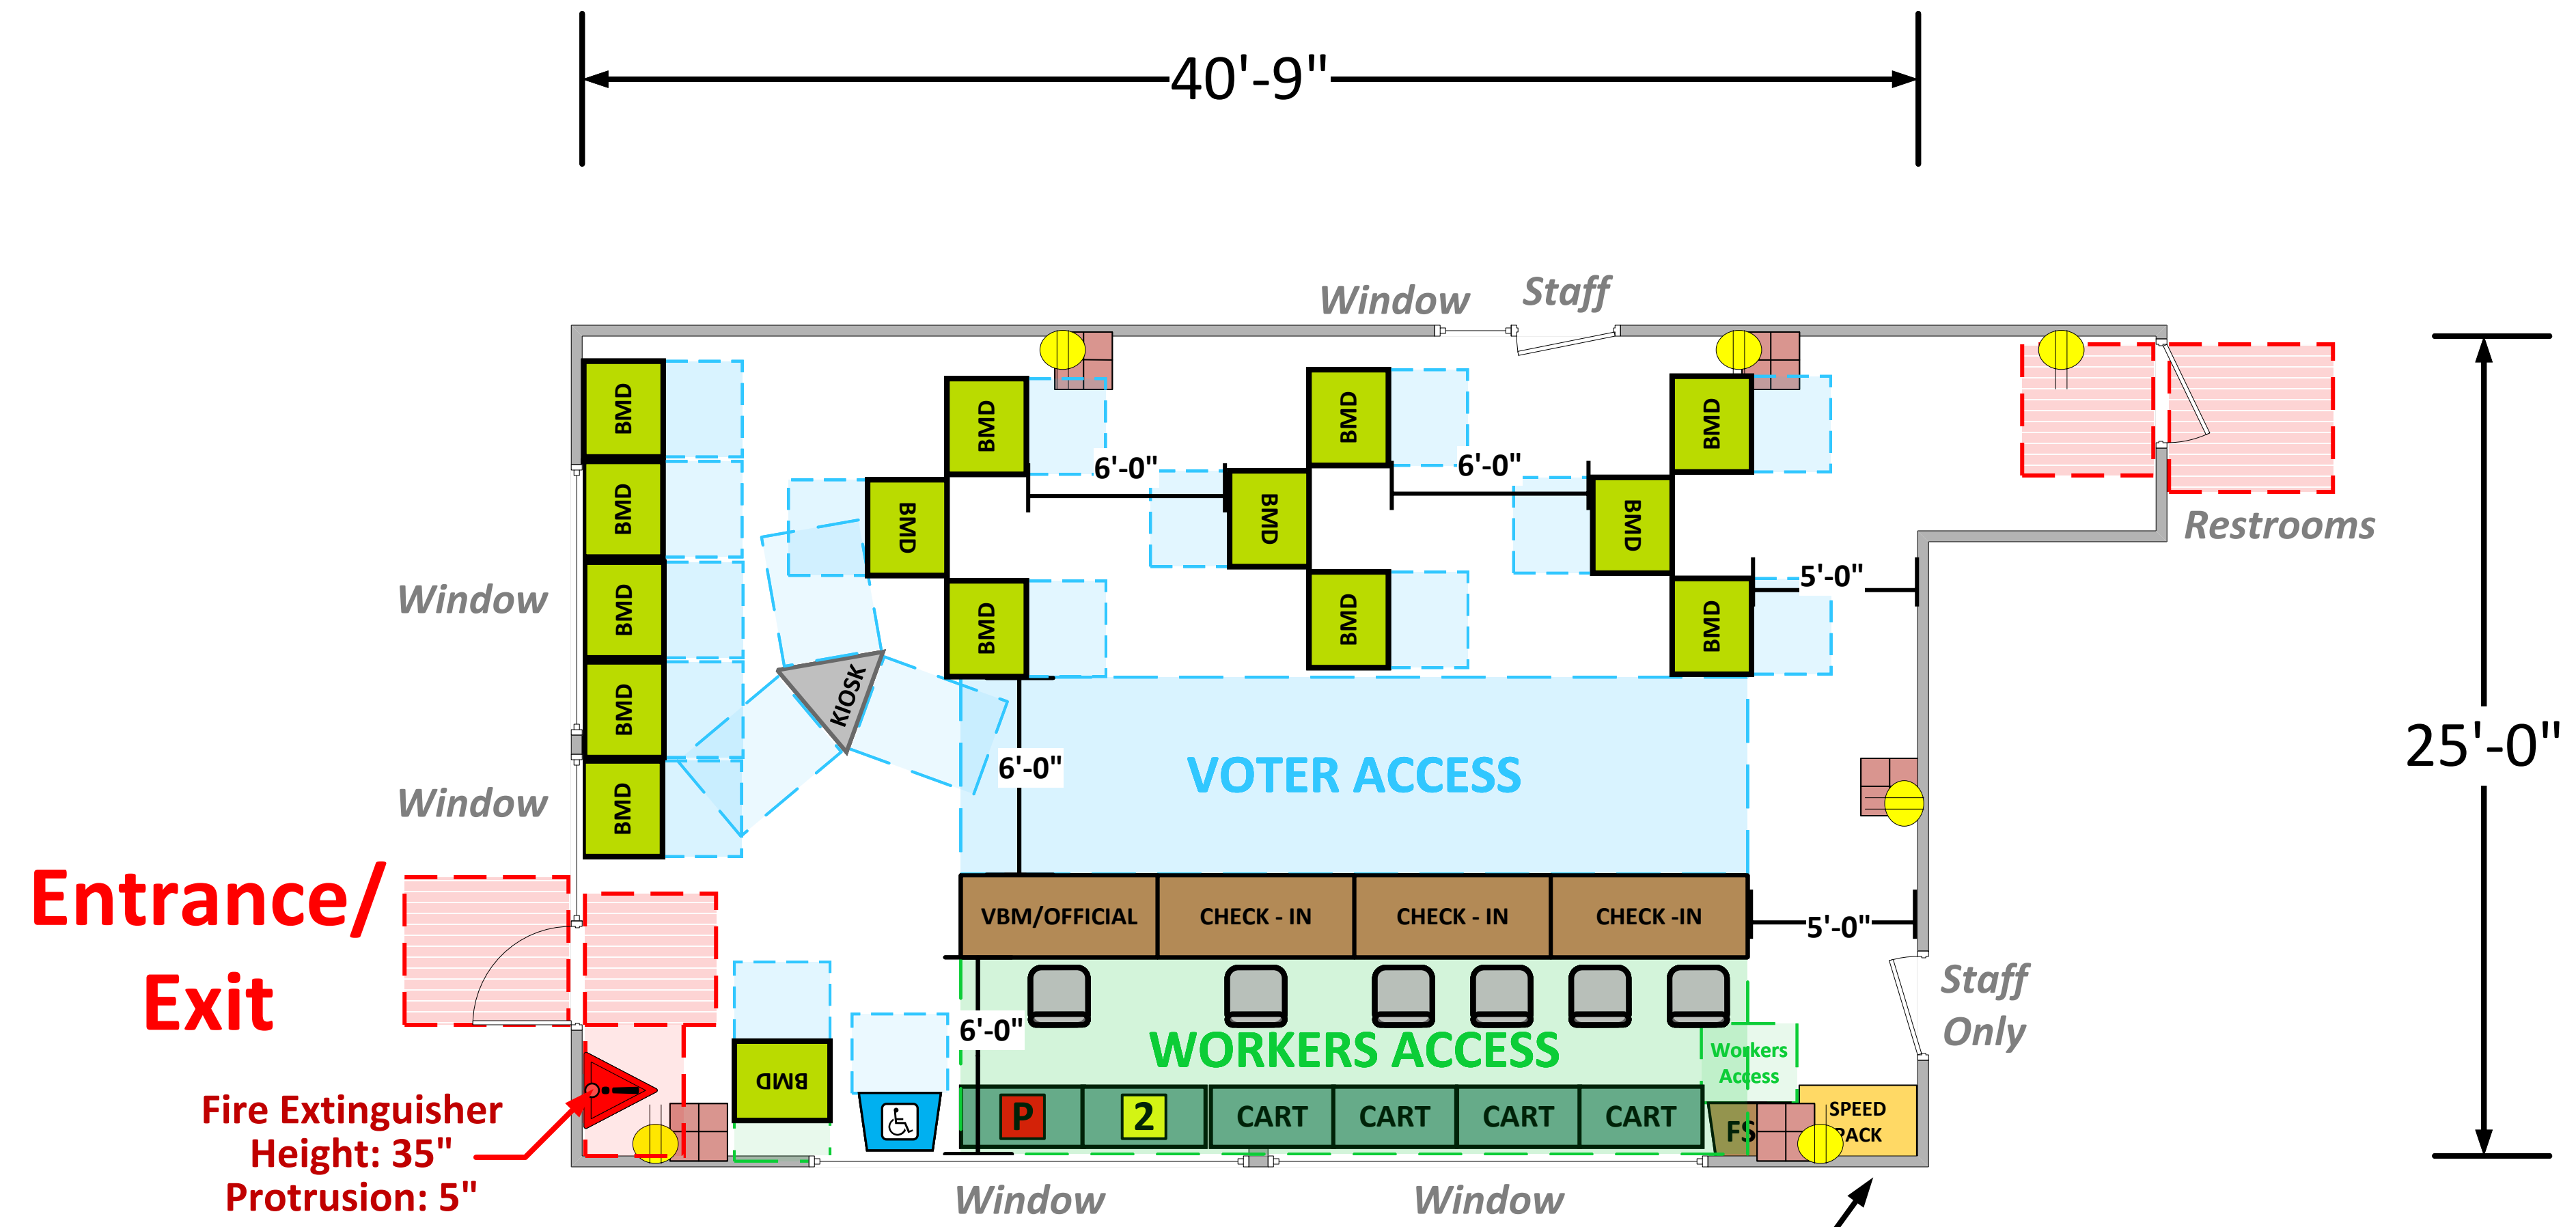 40'-9"
Window
Staff
BMD
BMD
BMD
BMD
BMD
BMD
BMD
BMD
BMD
BMD
BMD
BMD
BMD
BMD
6'-0"
6'-0"
Restrooms
5'-0"
Window
KIOSK
25'-0"
6'-0"
VOTER ACCESS
Window
Entrance/
Exit
VBM/OFFICIAL
CHECK - IN
CHECK - IN
CHECK -IN
5'-0"
Staff
Only
6'-0"
WORKERS ACCESS
Workers
Access
BMD
Fire Extinguisher
Height: 35"
Protrusion: 5"
P
2
CART
CART
CART
CART
FS
SPEED
PACK
Window
Window